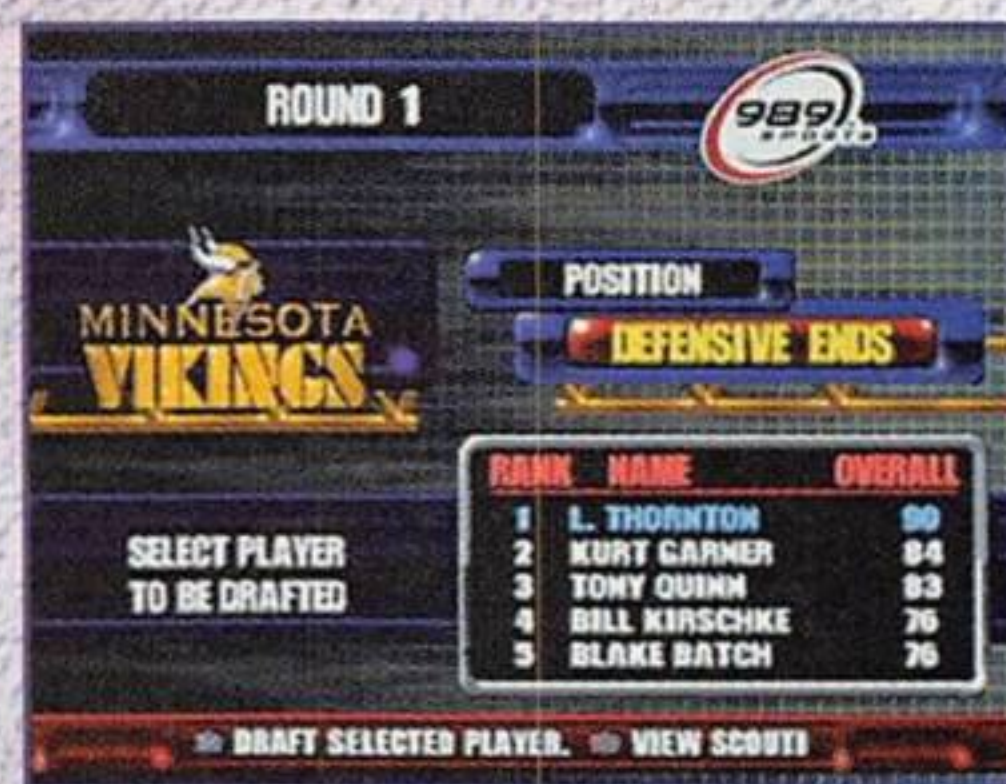 ROUND 1
989
SPORTS
MINNESOTA
VIKINGS
POSITION
DEFENSIVE ENDS
RANK NAME OVERALL
1 L. THORNTON 90
2 KURT GARNER 84
3 TONY QUINN 83
4 BILL KIRSCHKE 76
5 BLAKE BATCH 76
SELECT PLAYER
TO BE DRAFTED
DRAFT SELECTED PLAYER. VIEW SCOUTI